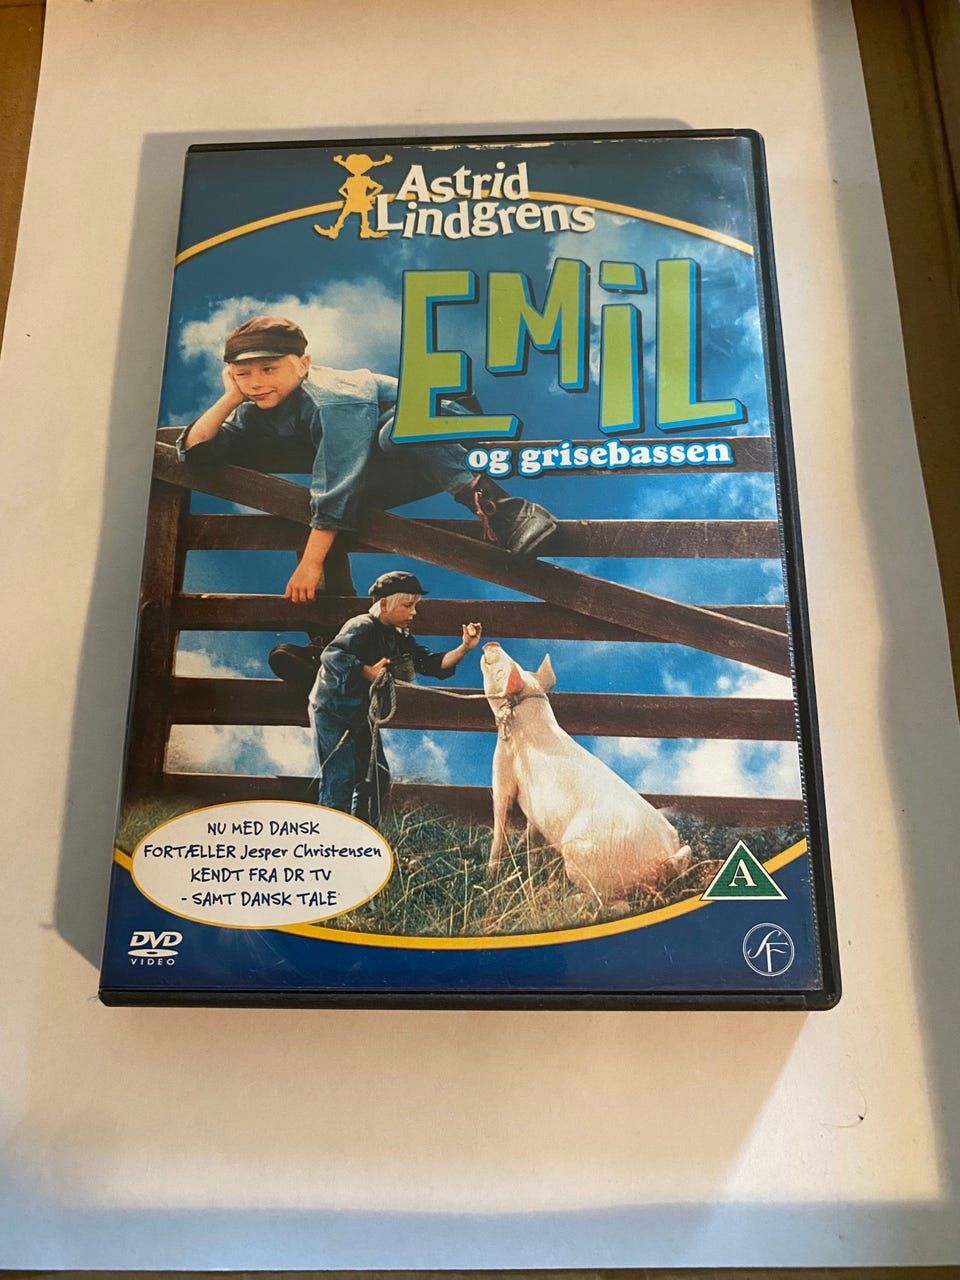 Astrid
Lindgrens
EMiL
og grisebassen
NU MED DANSK
FORTÆLLER Jesper Christensen
KENDT FRA DR TV
- SAMT DANSK TALE
A
DVD
VIDEO
SF